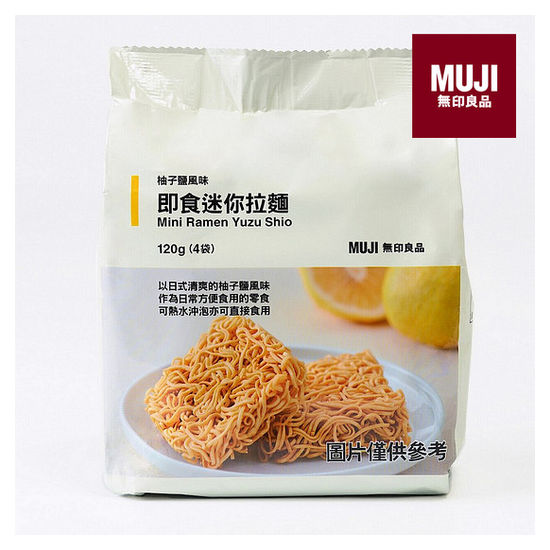 MUJI
無印良品
柚子鹽風味
即食迷你拉麵
Mini Ramen Yuzu Shio
120g (4袋)
MUJI 無印良品
以日式清爽的柚子鹽風味
作為日常方便食用的零食
可熱水沖泡亦可直接食用
圖片僅供參考